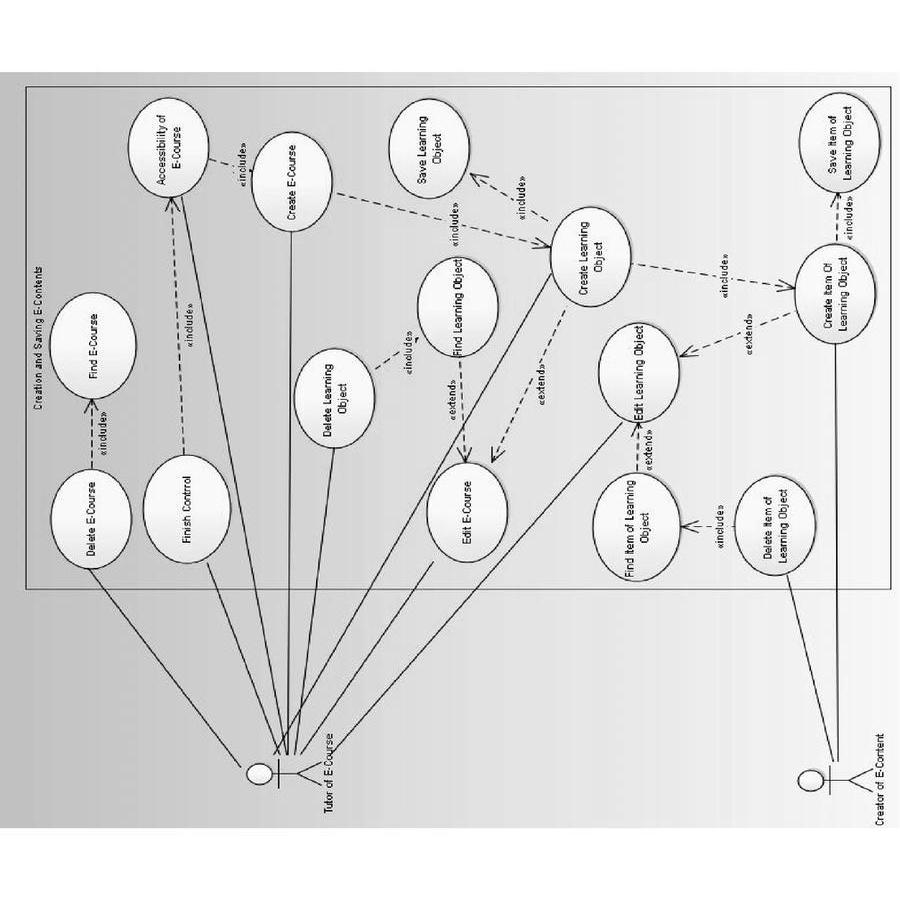 Creation and Saving E-Contents
Delete E-Course
«include»
Find E-Course
Finish Contrrol
«include»
Accessibility of
E-Course
«include»
Create E-Course
Delete Learning
Object
«include»
Find Learning Object
Save Learning
Object
«include»
«include»
«extend»
Edit E-Course
«extend»
Create Learning
Object
Find Item of Learning
Object
«extend»
Edit Learning Object
«include»
«include»
«extend»
Delete Item of
Learning Object
Create Item Of
Learning Object
«include»
Save Item of
Learning Object
Tutor of E-Course
Creator of E-Content